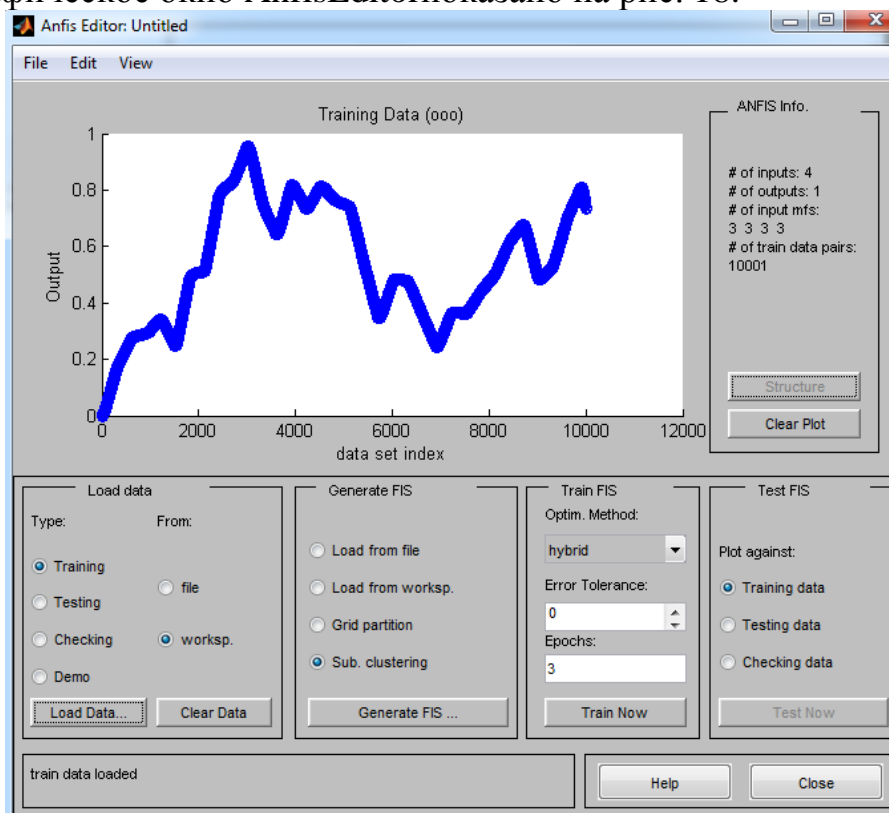 окно AnfisEditorпоказано на рис. 18.
Anfis Editor: Untitled
File Edit View
Training Data (ooo)
1
0.8
0.6
0.4
0.2
0
Output
0 2000 4000 6000 8000 10000 12000
data set index
ANFIS Info.
# of inputs: 4
# of outputs: 1
# of input mfs:
3 3 3 3
# of train data pairs:
10001
Structure
Clear Plot
Load data
Type: From:
Training
Testing
Checking
Demo
file
worksp.
Load Data... Clear Data
Generate FIS
Load from file
Load from worksp.
Grid partition
Sub. clustering
Generate FIS ...
Train FIS
Optim. Method:
hybrid
Error Tolerance:
0
Epochs:
3
Train Now
Test FIS
Plot against:
Training data
Testing data
Checking data
Test Now
train data loaded
Help Close